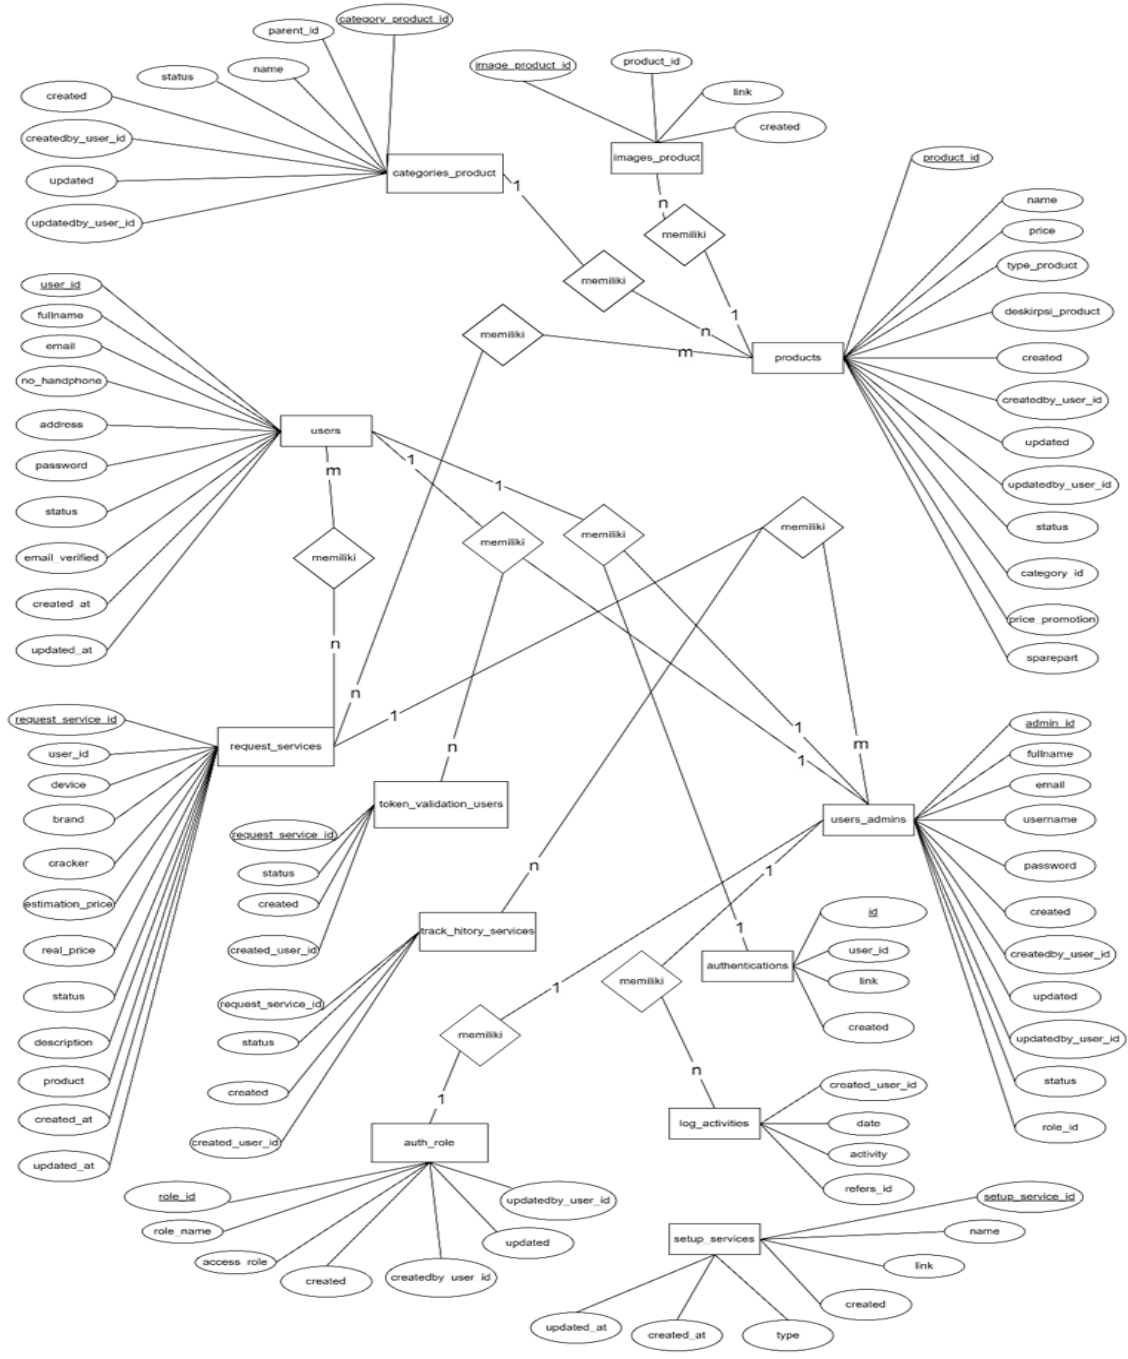 category_product_id
parent_id
name
status
created
createdby_user_id
updated
updatedby_user_id
categories_product
image_product_id
product_id
link
created
images_product
1
n
memiliki
memiliki
1
n
product_id
name
price
type_product
deskirpsi_product
created
createdby_user_id
updated
updatedby_user_id
status
category_id
price_promotion
sparepart
products
memiliki
m
n
user_id
fullname
email
no_handphone
address
password
status
email_verified
created_at
updated_at
users
m
1
1
memiliki
memiliki
memiliki
memiliki
n
n
1
1
1
m
n
1
request_service_id
user_id
device
brand
cracker
estimation_price
real_price
status
description
product
created_at
updated_at
request_services
token_validation_users
request_service_id
status
created
created_user_id
track_hitory_services
request_service_id
status
created
created_user_id
users_admins
admin_id
fullname
email
username
password
created
createdby_user_id
updated
updatedby_user_id
status
role_id
1
1
authentications
id
user_id
link
created
memiliki
memiliki
1
n
auth_role
role_id
role_name
access_role
created
createdby_user_id
updated
updatedby_user_id
log_activities
created_user_id
date
activity
refers_id
setup_services
setup_service_id
name
link
created
type
created_at
updated_at